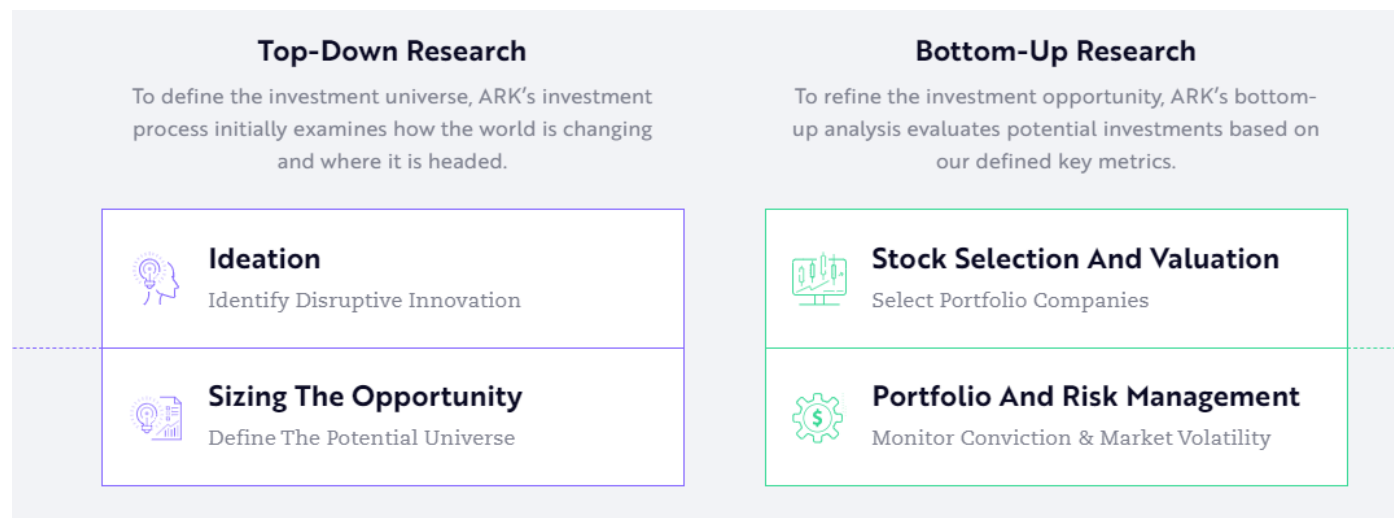 Top-Down Research
To define the investment universe, ARK's investment
process initially examines how the world is changing
and where it is headed.
Ideation
Identify Disruptive Innovation
Sizing The Opportunity
Define The Potential Universe
Bottom-Up Research
To refine the investment opportunity, ARK's bottom-
up analysis evaluates potential investments based on
our defined key metrics.
Stock Selection And Valuation
Select Portfolio Companies
$
Portfolio And Risk Management
Monitor Conviction & Market Volatility